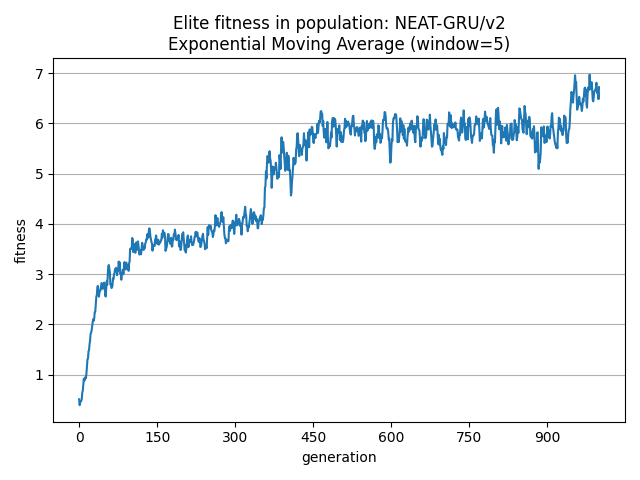 Elite fitness in population: NEAT-GRU/v2
Exponential Moving Average (window=5)
fitness
7
6
5
4
3
2
1
0 150 300 450 600 750 900
generation